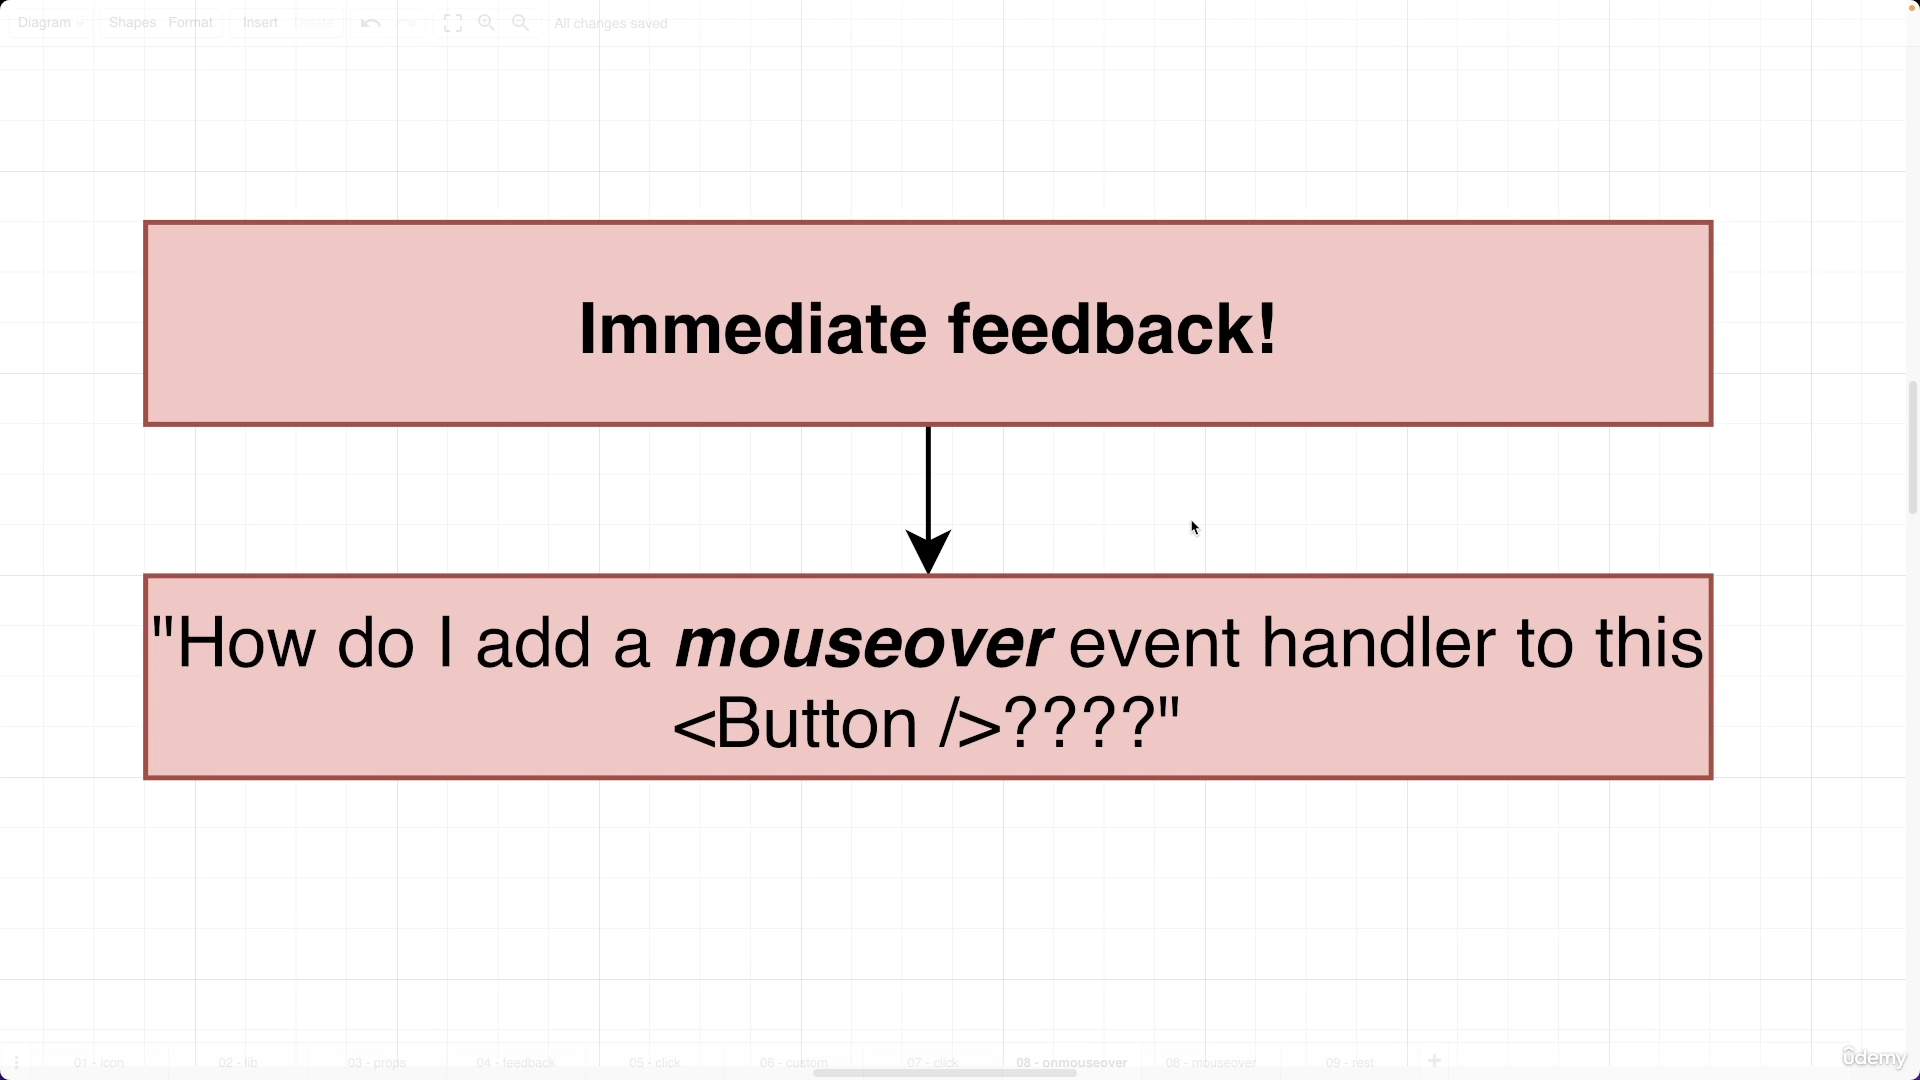 Diagram
Shapes
Format
Insert
Delete
All changes saved
Immediate feedback!
"How do I add a mouseover event handler to this
<Button />????"
01 - icon
02 - lib
03 - props
04 - feedback
05 - click
06 - custom
07 - click
08 - onmouseover
08 - mouseover
09 - rest
ûdemy